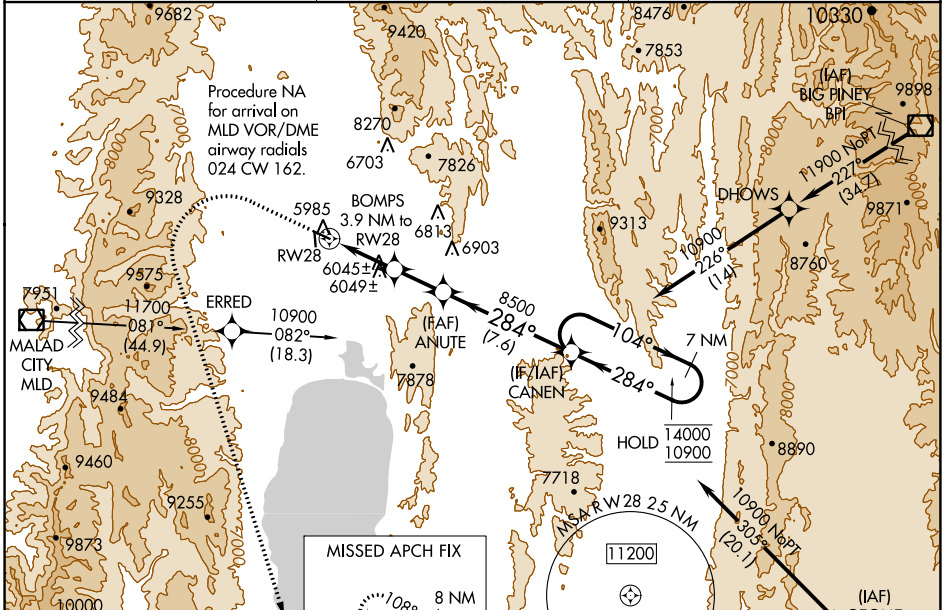 9682
9420
8476
10330
7853
(IAF)
BIG PINEY
BPI
9898
Procedure NA
for arrival on
MLD VOR/DME
airway radials
024 CW 162.
8270
6703
7826
11900 NoPT
227°
(34.7)
DHOWS
9328
5985
BOMPS
3.9 NM to
RW28
6813
6903
9313
9871
10900
226°
(14)
8760
RW28
6045±
6049±
9575
7951
11700
081°
(44.9)
ERRED
10900
082°
(18.3)
MALAD
CITY
MLD
8500
284°
(7.6)
(FAF)
ANUTE
104°
7 NM
(IF/IAF)
CANEN
284°
7878
9484
HOLD
14000
10900
8000
8890
9460
7718
9255
10900 NoPT
305°
(20.1)
MSA RW28 25 NM
11200
9873
MISSED APCH FIX
108°
8 NM
(IAF)
10000